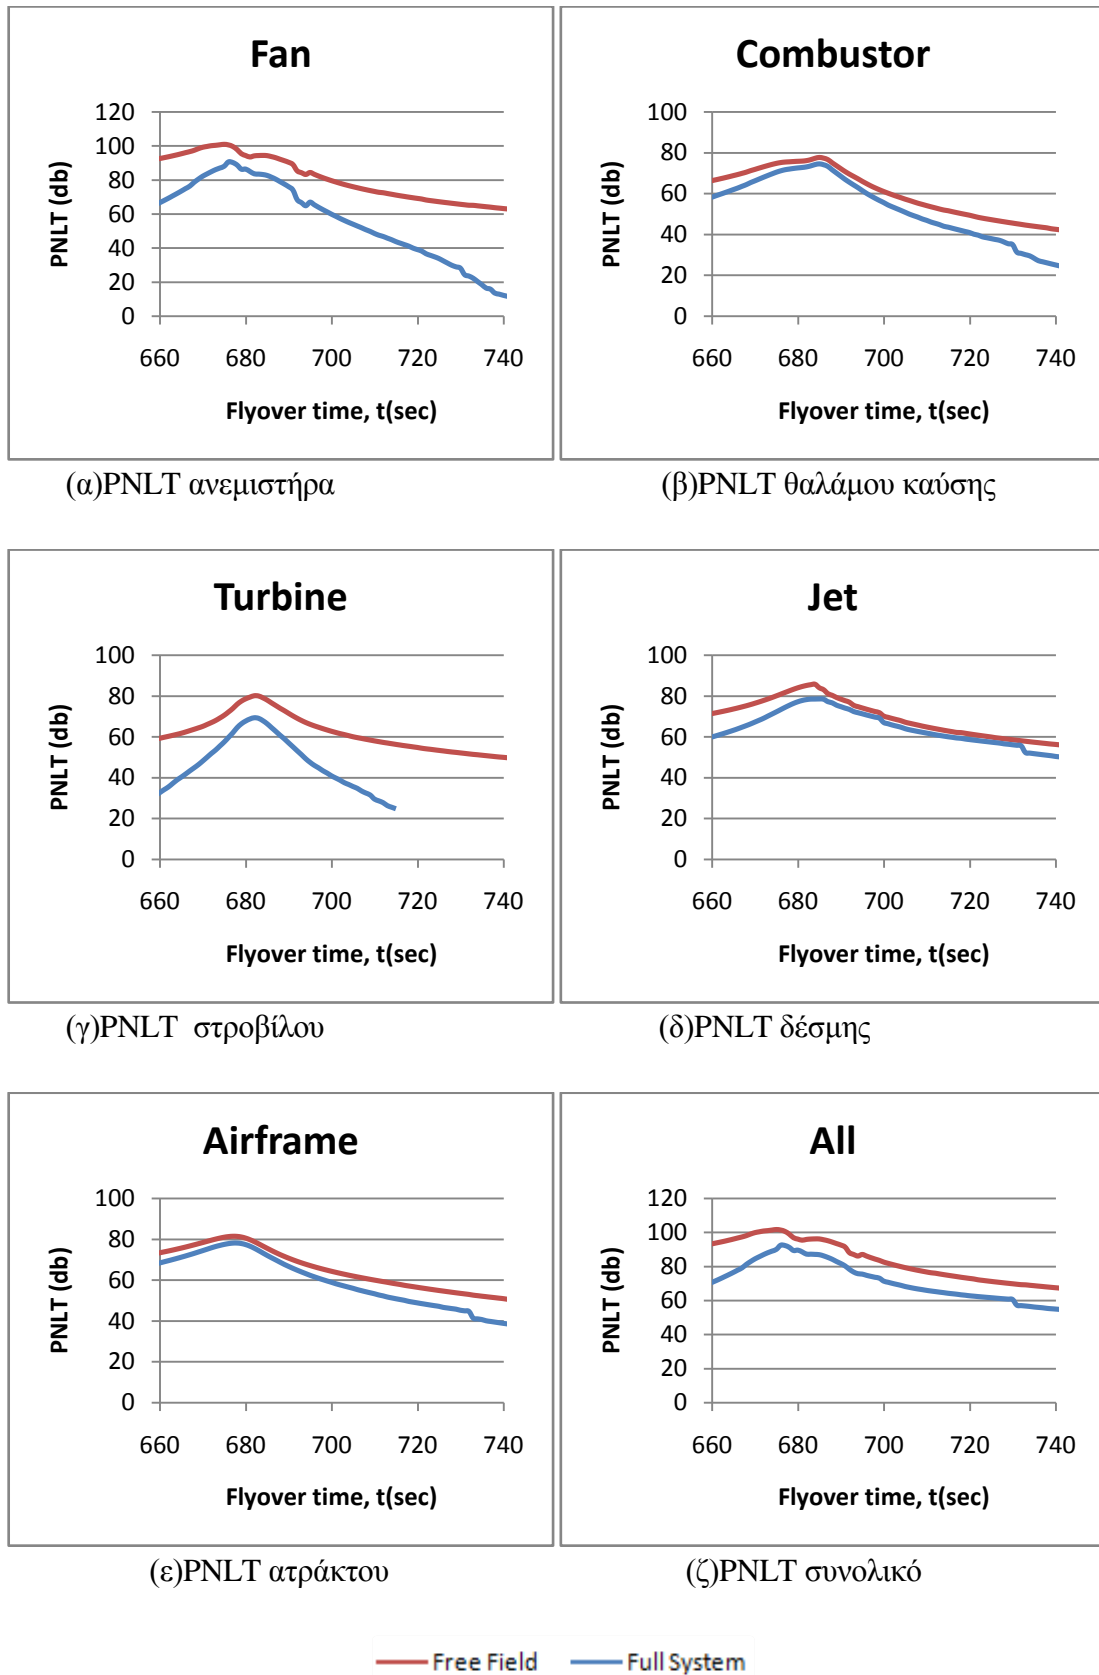 Fan
120
100
80
60
40
20
0
PNLT (db)
660 680 700 720 740
Flyover time, t(sec)
(α)PNLT ανεμιστήρα
Combustor
100
80
60
40
20
0
PNLT (db)
660 680 700 720 740
Flyover time, t(sec)
(β)PNLT θαλάμου καύσης
Turbine
100
80
60
40
20
0
PNLT (db)
660 680 700 720 740
Flyover time, t(sec)
(γ)PNLT στροβίλου
Jet
100
80
60
40
20
0
PNLT (db)
660 680 700 720 740
Flyover time, t(sec)
(δ)PNLT δέσμης
Airframe
100
80
60
40
20
0
PNLT (db)
660 680 700 720 740
Flyover time, t(sec)
(ε)PNLT ατράκτου
All
120
100
80
60
40
20
0
PNLT (db)
660 680 700 720 740
Flyover time, t(sec)
(ζ)PNLT συνολικό
Free Field Full System